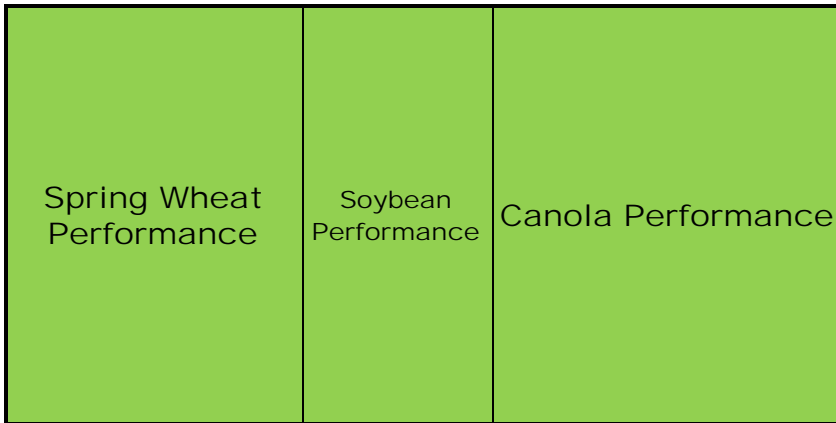 Spring Wheat
Performance
Soybean
Performance
Canola Performance